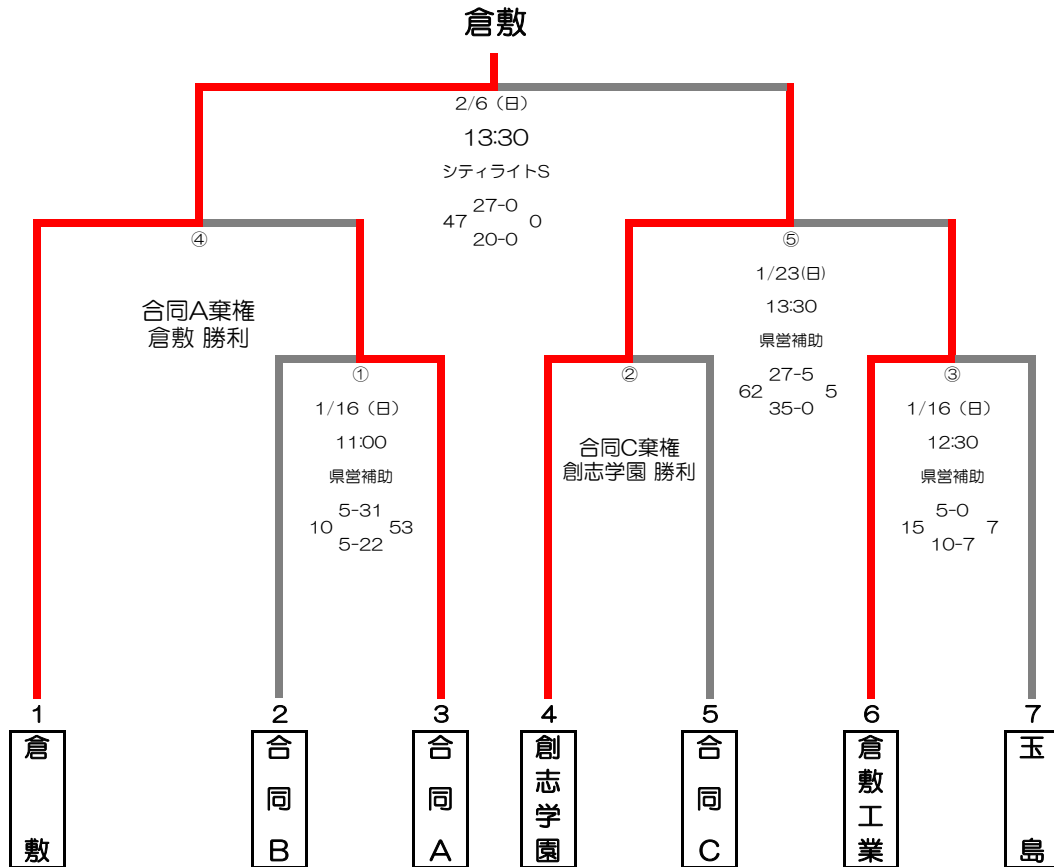 倉敷
2/6（日）
13:30
シティライトS
27-0
47 0
20-0
④
合同A棄権
倉敷 勝利
⑤
1/23(日)
13:30
県営補助
27-5
62 5
35-0
①
1/16（日）
11:00
県営補助
5-31
10 53
5-22
②
合同C棄権
創志学園 勝利
③
1/16（日）
12:30
県営補助
5-0
15 7
10-7
1 2 3 4 5 6 7
倉敷
合同B
合同A
創志学園
合同C
倉敷工業
玉島